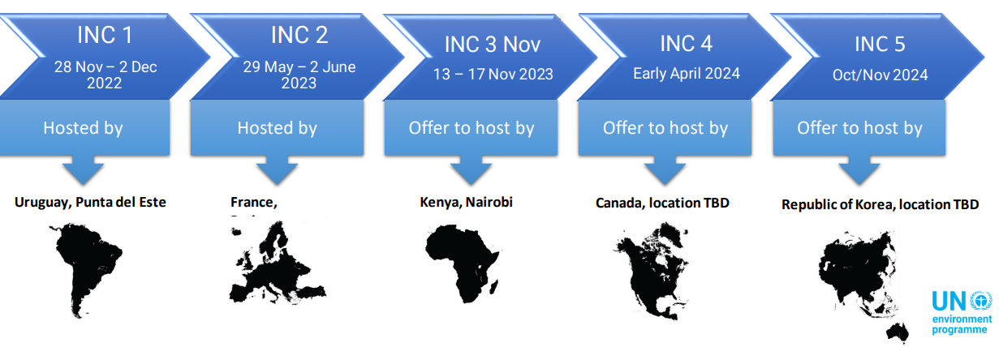 INC 1
28 Nov – 2 Dec
2022
Hosted by
Uruguay, Punta del Este
INC 2
29 May – 2 June
2023
Hosted by
France,
INC 3 Nov
13 – 17 Nov 2023
Offer to host by
Kenya, Nairobi
INC 4
Early April 2024
Offer to host by
Canada, location TBD
INC 5
Oct/Nov 2024
Offer to host by
Republic of Korea, location TBD
UN
environment
programme